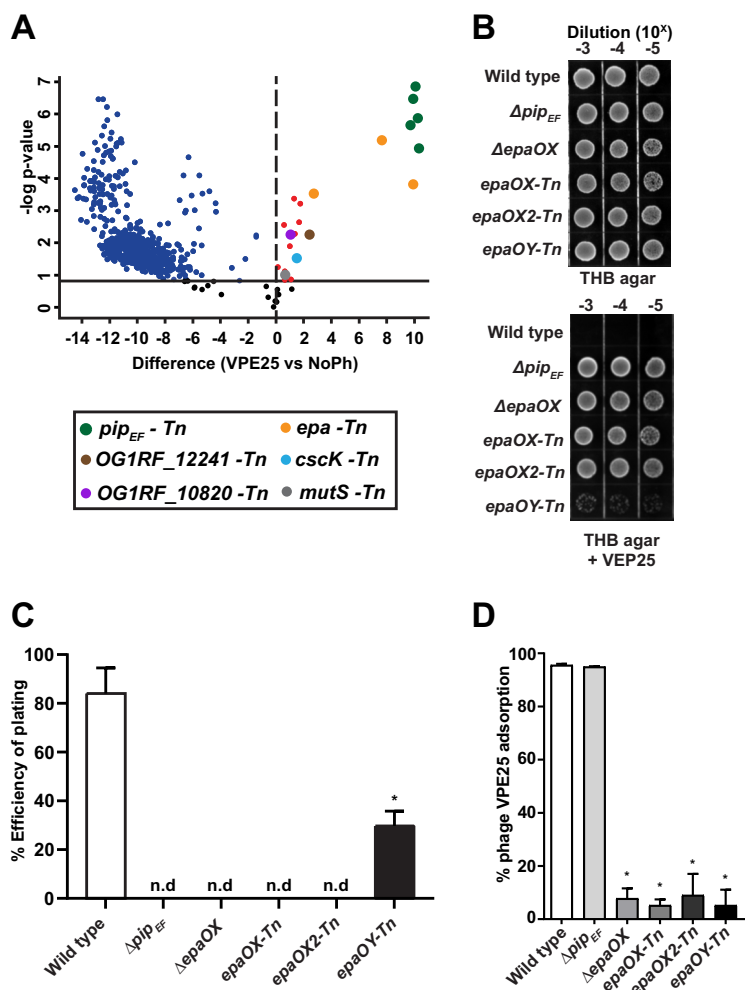 A
-log p-value
7
6
5
4
3
2
1
0
-14 -12 -10 -8 -6 -4 -2 0 2 4 6 8 10
Difference (VPE25 vs NoPh)
pipEF - Tn
epa -Tn
OG1RF_12241 -Tn
cscK -Tn
OG1RF_10820 -Tn
mutS -Tn
B
Dilution (10x)
-3 -4 -5
Wild type
ΔpipEF
ΔepaOX
epaOX-Tn
epaOX2-Tn
epaOY-Tn
THB agar
-3 -4 -5
Wild type
ΔpipEF
ΔepaOX
epaOX-Tn
epaOX2-Tn
epaOY-Tn
THB agar
+ VEP25
C
% Efficiency of plating
100
80
60
40
20
0
n.d n.d n.d n.d *
Wild type
ΔpipEF
ΔepaOX
epaOX-Tn
epaOX2-Tn
epaOY-Tn
D
% phage VPE25 adsorption
100
80
60
40
20
0
* * * *
Wild type
ΔpipEF
ΔepaOX
epaOX-Tn
epaOX2-Tn
epaOY-Tn